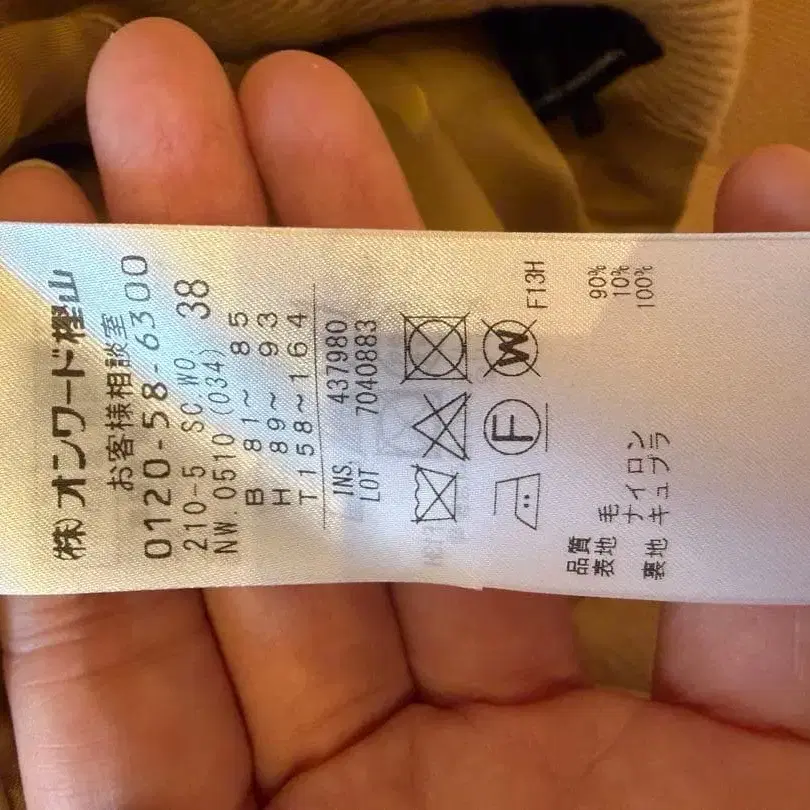 ㈱オンワード樫山
お客様相談室
0120-58-6300
210-5 SC WO 38
NW.0510(034)
B 81～ 85
H 89～ 93
T 158～164
INS. 437980
LOT 7040883
W
F
F13H
品質
表地 毛 90%
ナイロン 10%
裏地 キュプラ 100%